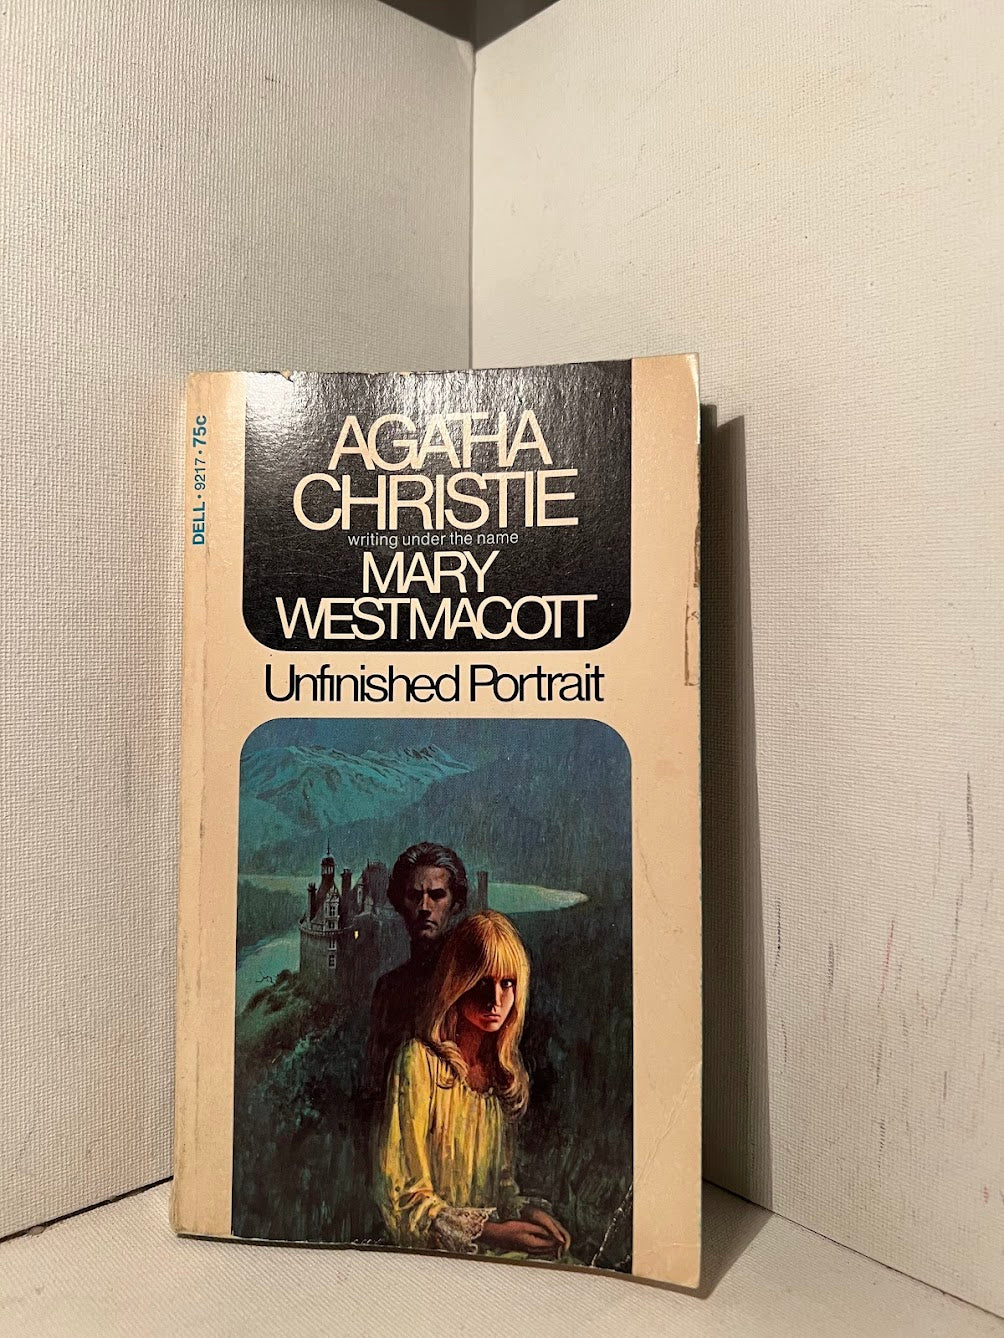 DELL • 9217 • 75c
AGATHA
CHRISTIE
writing under the name
MARY
WESTMACOTT
Unfinished Portrait